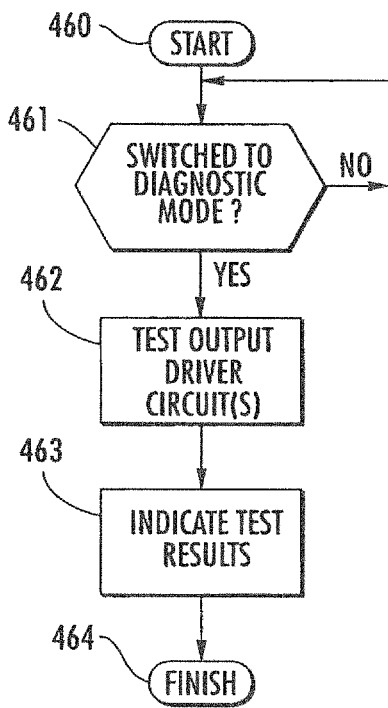 460
START
461
SWITCHED TO
DIAGNOSTIC
MODE ?
NO
YES
462
TEST OUTPUT
DRIVER
CIRCUIT(S)
463
INDICATE TEST
RESULTS
464
FINISH